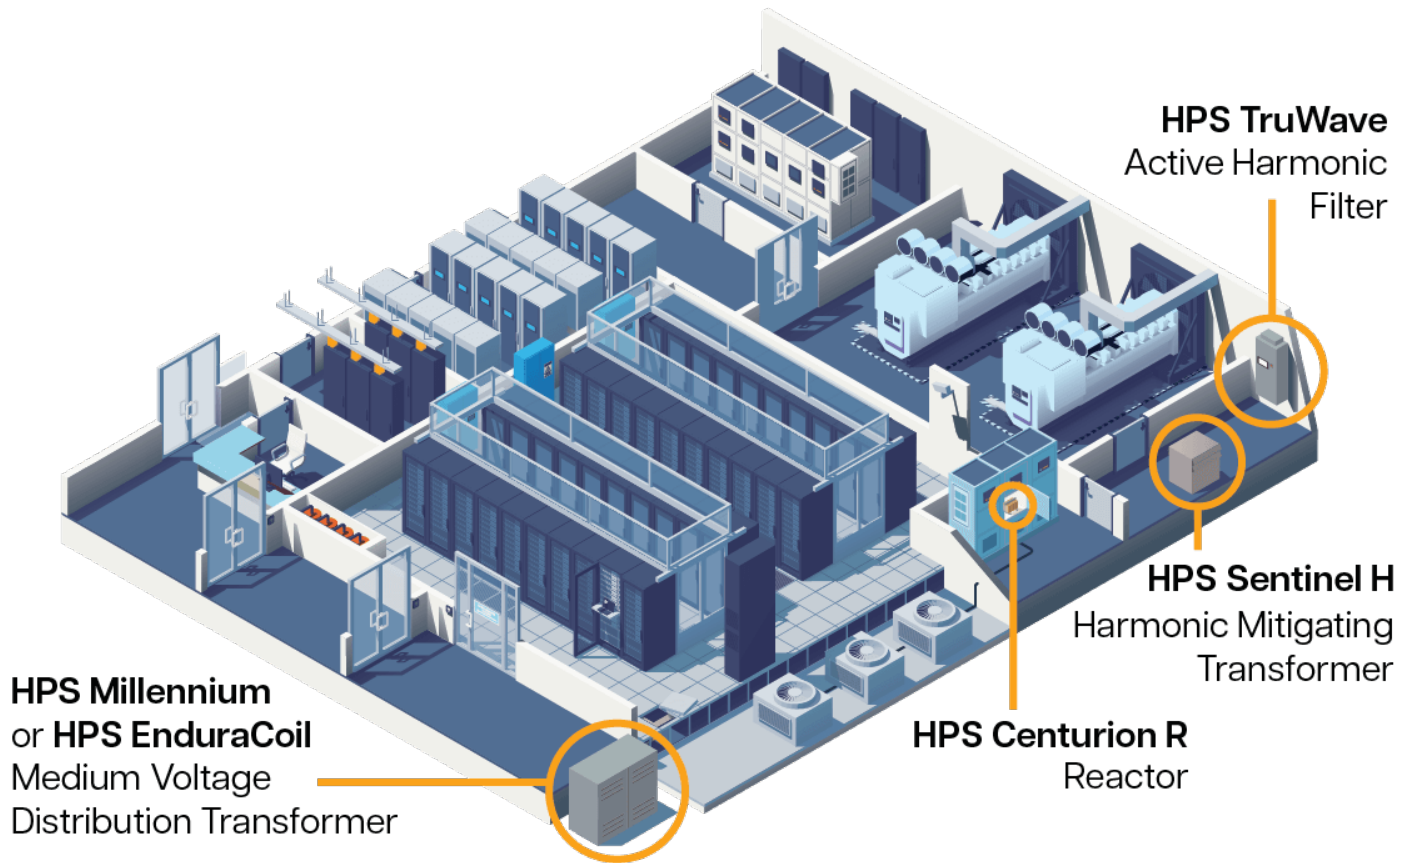 HPS TruWave
Active Harmonic
Filter
HPS Sentinel H
Harmonic Mitigating
Transformer
HPS Centurion R
Reactor
HPS Millennium
or HPS EnduraCoil
Medium Voltage
Distribution Transformer